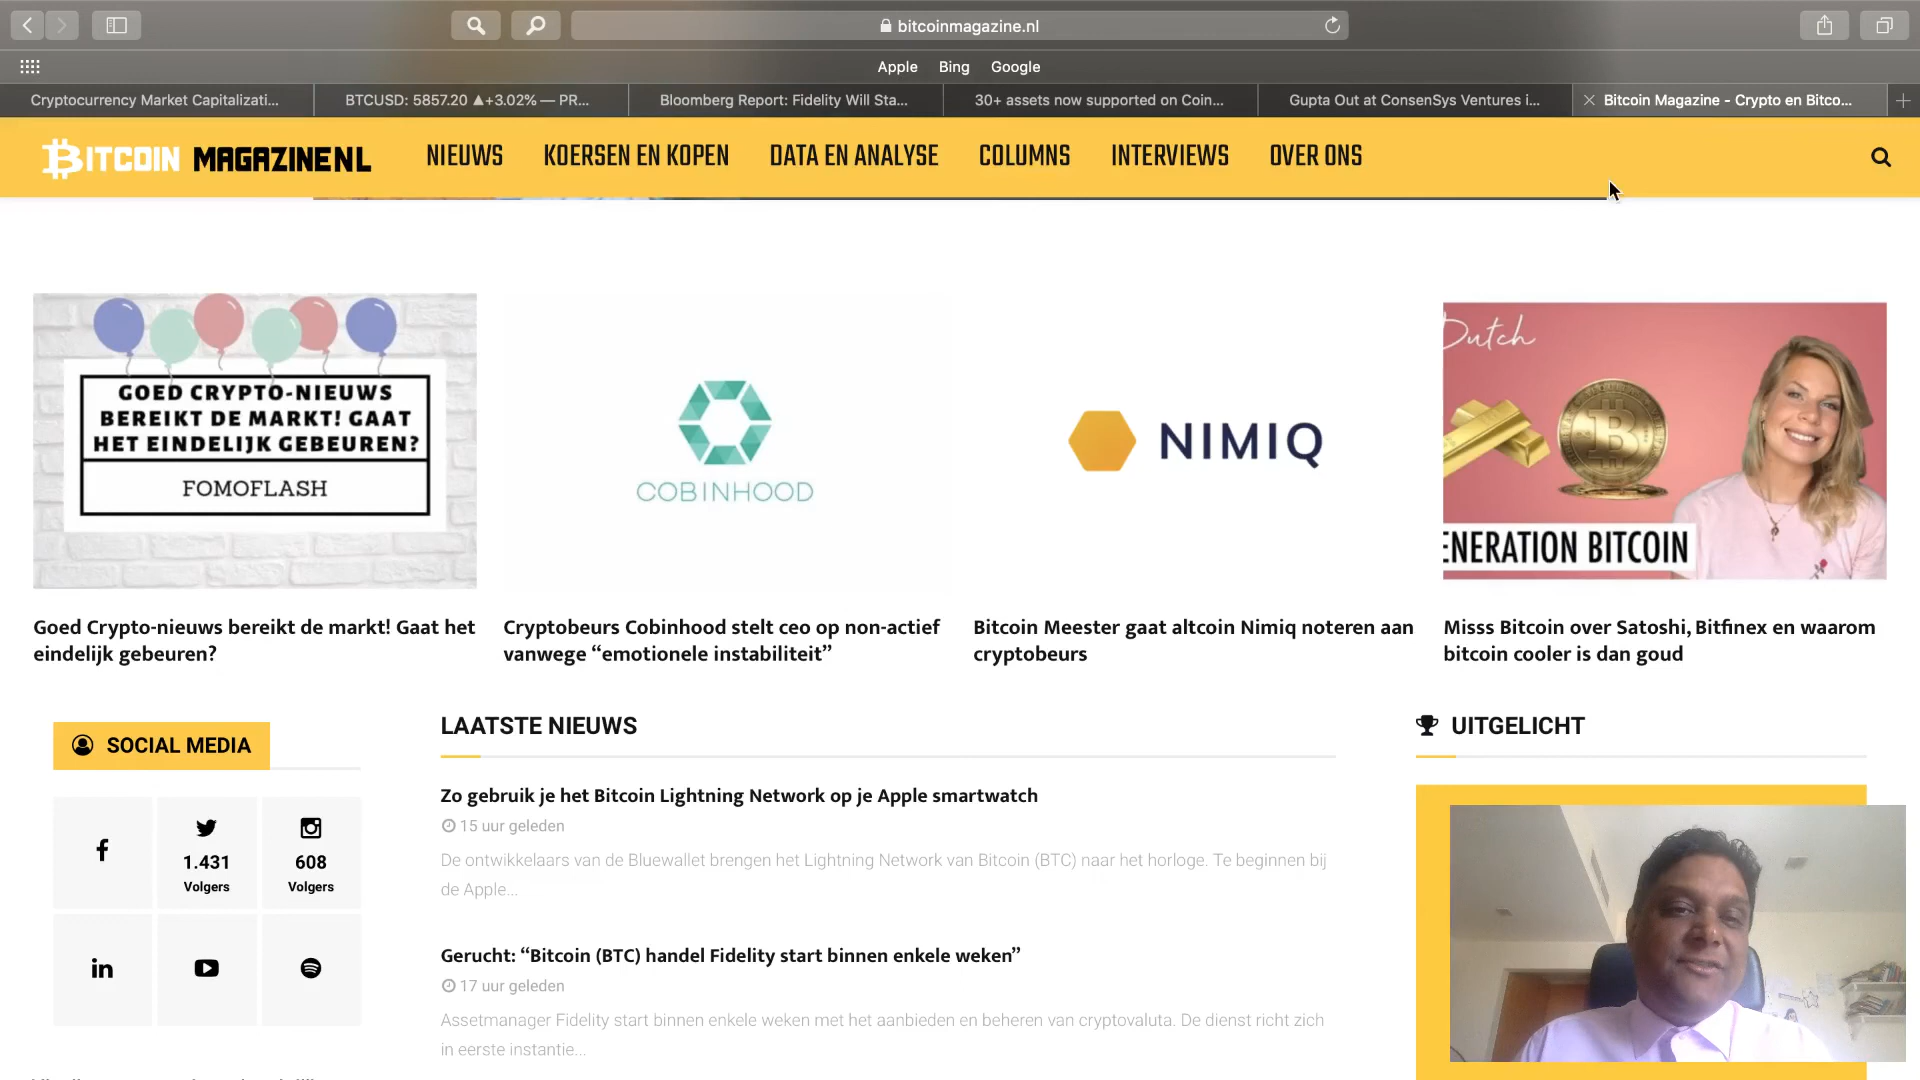 bitcoinmagazine.nl
Apple Bing Google
Cryptocurrency Market Capitalizati...
BTCUSD: 5857.20 ▲+3.02% — PR...
Bloomberg Report: Fidelity Will Sta...
30+ assets now supported on Coin...
Gupta Out at ConsenSys Ventures i...
Bitcoin Magazine - Crypto en Bitco...
BITCOIN MAGAZINENL
NIEUWS
KOERSEN EN KOPEN
DATA EN ANALYSE
COLUMNS
INTERVIEWS
OVER ONS
GOED CRYPTO-NIEUWS
BEREIKT DE MARKT! GAAT
HET EINDELIJK GEBEUREN?
FOMOFLASH
COBINHOOD
NIMIQ
Dutch
ENERATION BITCOIN
Goed Crypto-nieuws bereikt de markt! Gaat het
eindelijk gebeuren?
Cryptobeurs Cobinhood stelt ceo op non-actief
vanwege “emotionele instabiliteit”
Bitcoin Meester gaat altcoin Nimiq noteren aan
cryptobeurs
Misss Bitcoin over Satoshi, Bitfinex en waarom
bitcoin cooler is dan goud
SOCIAL MEDIA
1.431
Volgers
608
Volgers
LAATSTE NIEUWS
Zo gebruik je het Bitcoin Lightning Network op je Apple smartwatch
15 uur geleden
De ontwikkelaars van de Bluewallet brengen het Lightning Network van Bitcoin (BTC) naar het horloge. Te beginnen bij
de Apple...
Gerucht: “Bitcoin (BTC) handel Fidelity start binnen enkele weken”
17 uur geleden
Assetmanager Fidelity start binnen enkele weken met het aanbieden en beheren van cryptovaluta. De dienst richt zich
in eerste instantie...
UITGELICHT